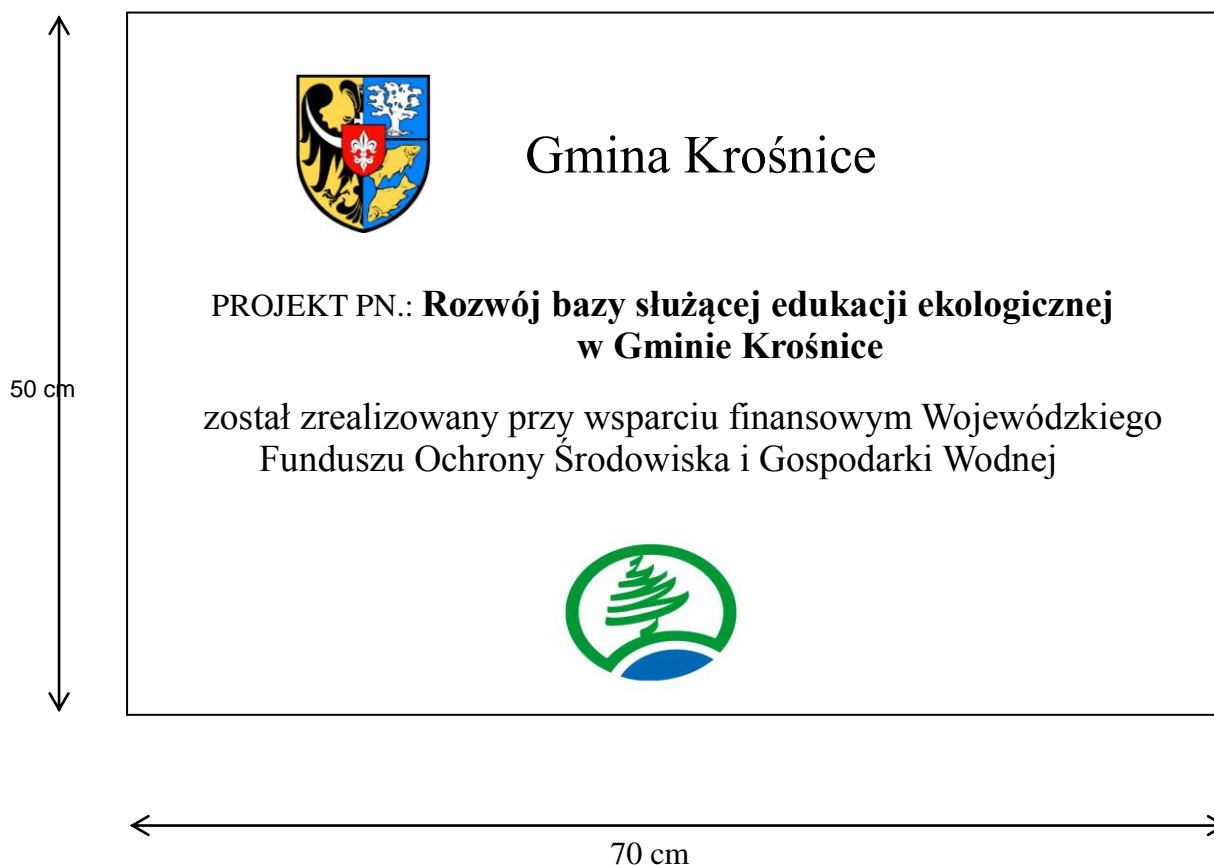 Gmina Krośnice
PROJEKT PN.: Rozwój bazy służącej edukacji ekologicznej
w Gminie Krośnice
50 cm
został zrealizowany przy wsparciu finansowym Wojewódzkiego
Funduszu Ochrony Środowiska i Gospodarki Wodnej
70 cm